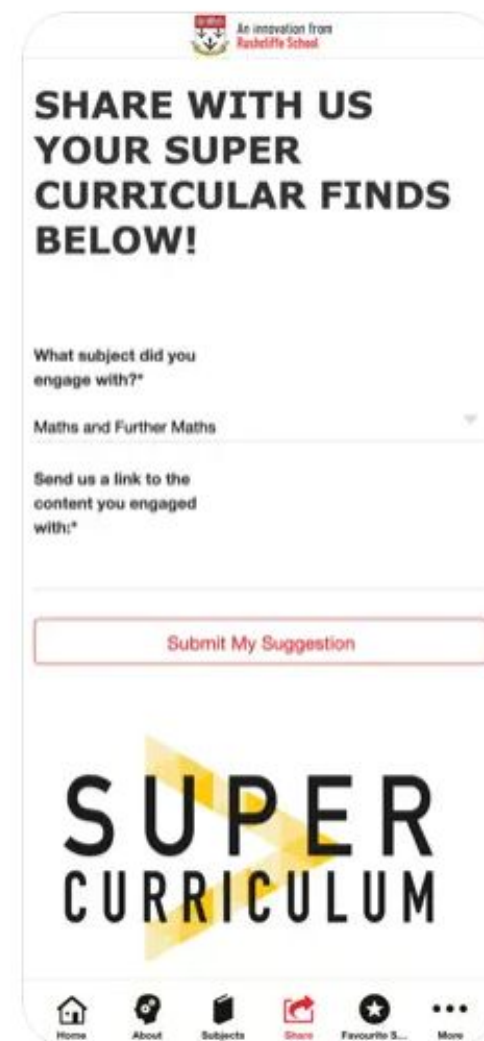 An innovation from
Rushcliffe School
SHARE WITH US
YOUR SUPER
CURRICULAR FINDS
BELOW!
What subject did you
engage with?*
Maths and Further Maths
Send us a link to the
content you engaged
with:*
Submit My Suggestion
SUPER
CURRICULUM
Home About Subjects Share Favourite S... More